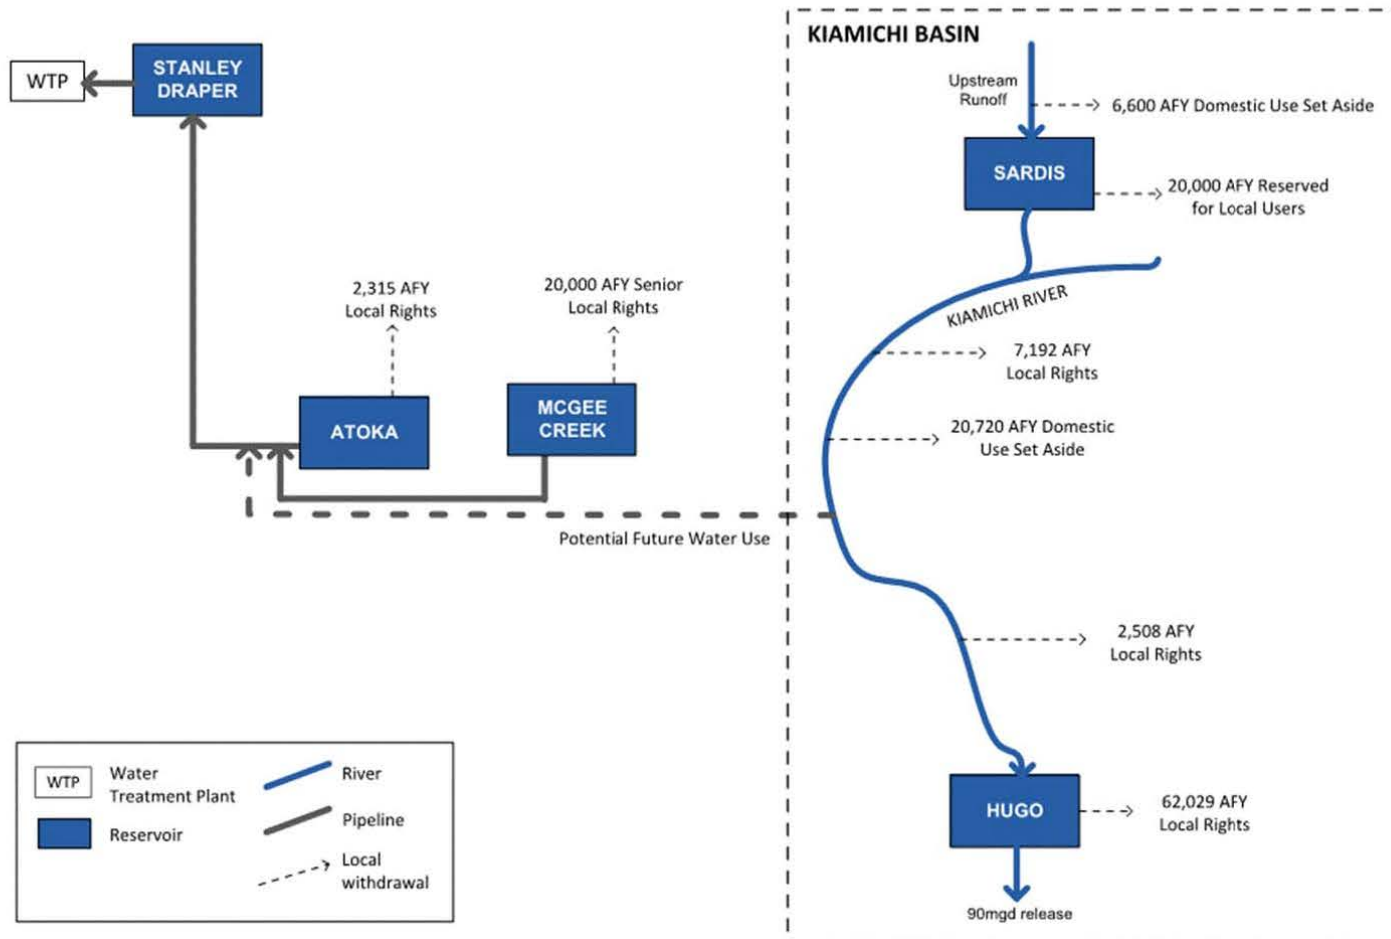 KIAMICHI BASIN
WTP
STANLEY
DRAPER
Upstream
Runoff
6,600 AFY Domestic Use Set Aside
SARDIS
20,000 AFY Reserved
for Local Users
KIAMICHI RIVER
2,315 AFY
Local Rights
20,000 AFY Senior
Local Rights
7,192 AFY
Local Rights
ATOKA
MCGEE
CREEK
20,720 AFY Domestic
Use Set Aside
Potential Future Water Use
2,508 AFY
Local Rights
HUGO
62,029 AFY
Local Rights
90mgd release
WTP
Water
Treatment Plant
Reservoir
River
Pipeline
Local
withdrawal